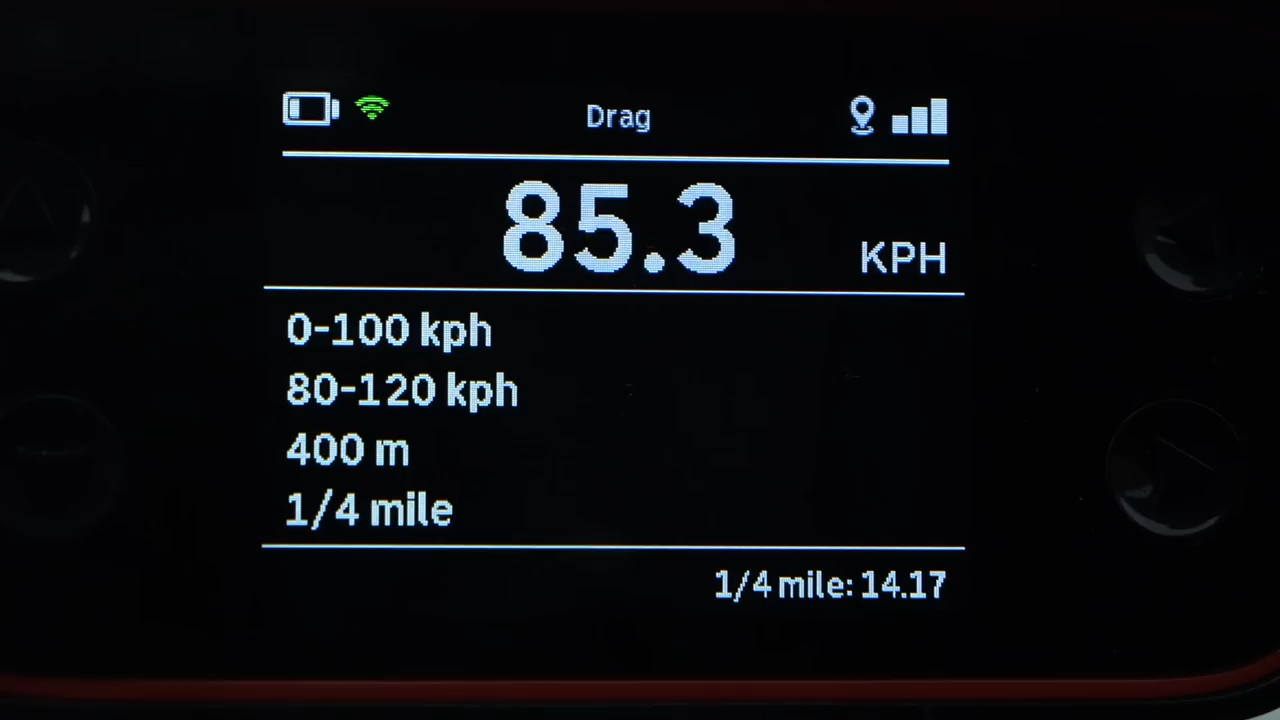 Drag
85.3 KPH
0-100 kph
80-120 kph
400 m
1/4 mile
1/4 mile: 14.17